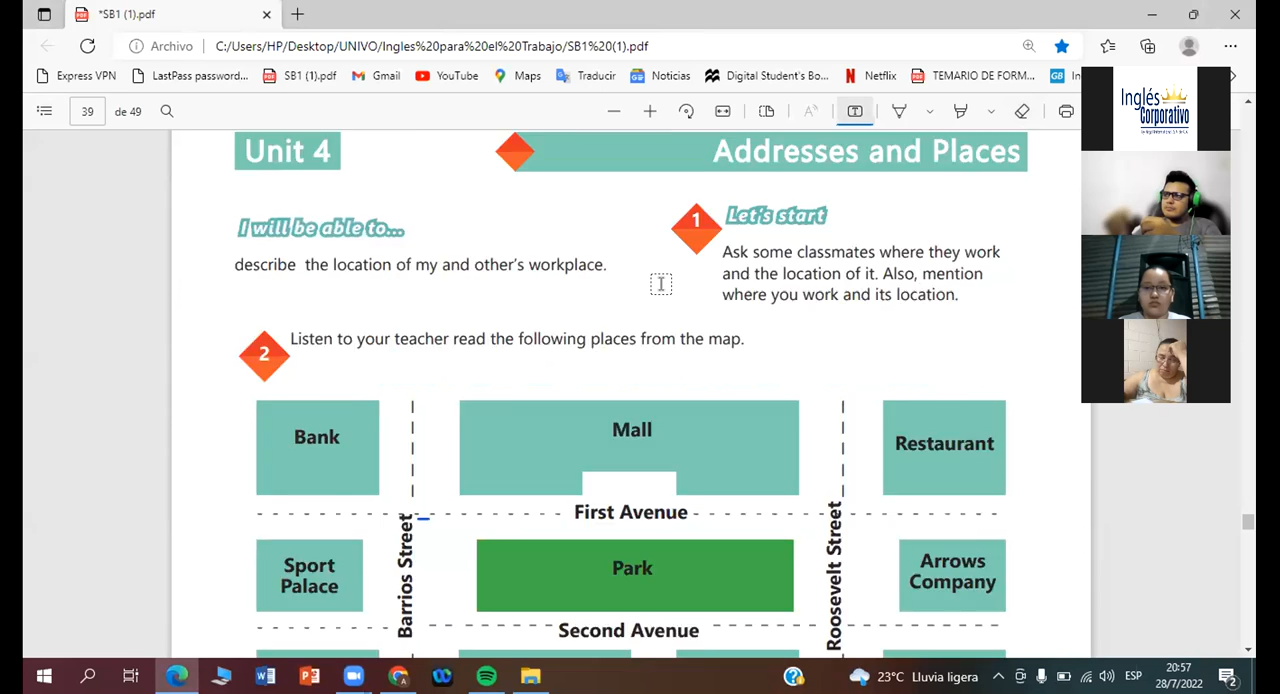 *SB1 (1).pdf
Archivo
C:/Users/HP/Desktop/UNIVO/Ingles%20para%20el%20Trabajo/SB1%20(1).pdf
Express VPN
LastPass password...
SB1 (1).pdf
Gmail
YouTube
Maps
Traducir
Noticias
Digital Student's Bo...
Netflix
TEMARIO DE FORM...
39
de 49
Unit 4
Addresses and Places
I will be able to...
describe the location of my and other's workplace.
1
Let's start
Ask some classmates where they work
and the location of it. Also, mention
where you work and its location.
2
Listen to your teacher read the following places from the map.
Bank
Mall
Restaurant
First Avenue
Barrios Street
Roosevelt Street
Sport
Palace
Park
Arrows
Company
Second Avenue
Inglés
Corporativo
23°C Lluvia ligera
ESP
20:57
28/7/2022
2